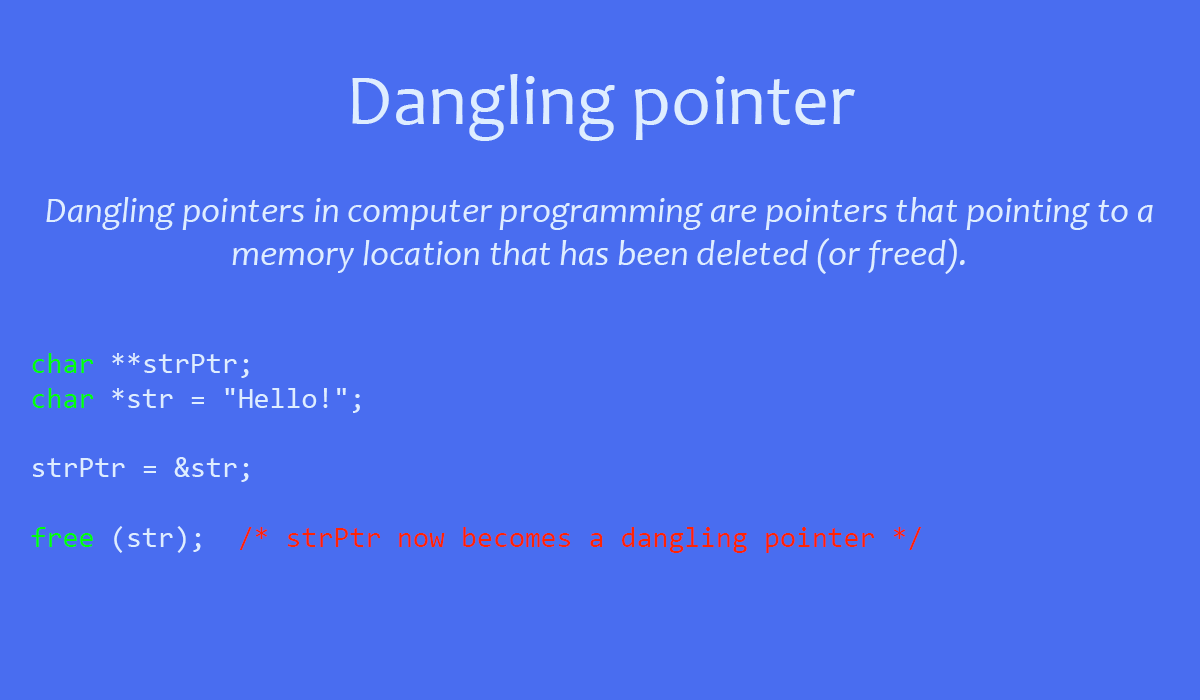 Dangling pointer
Dangling pointers in computer programming are pointers that pointing to a
memory location that has been deleted (or freed).
char **strPtr;
char *str = "Hello!";
strPtr = &str;
free (str);  /* strPtr now becomes a dangling pointer */